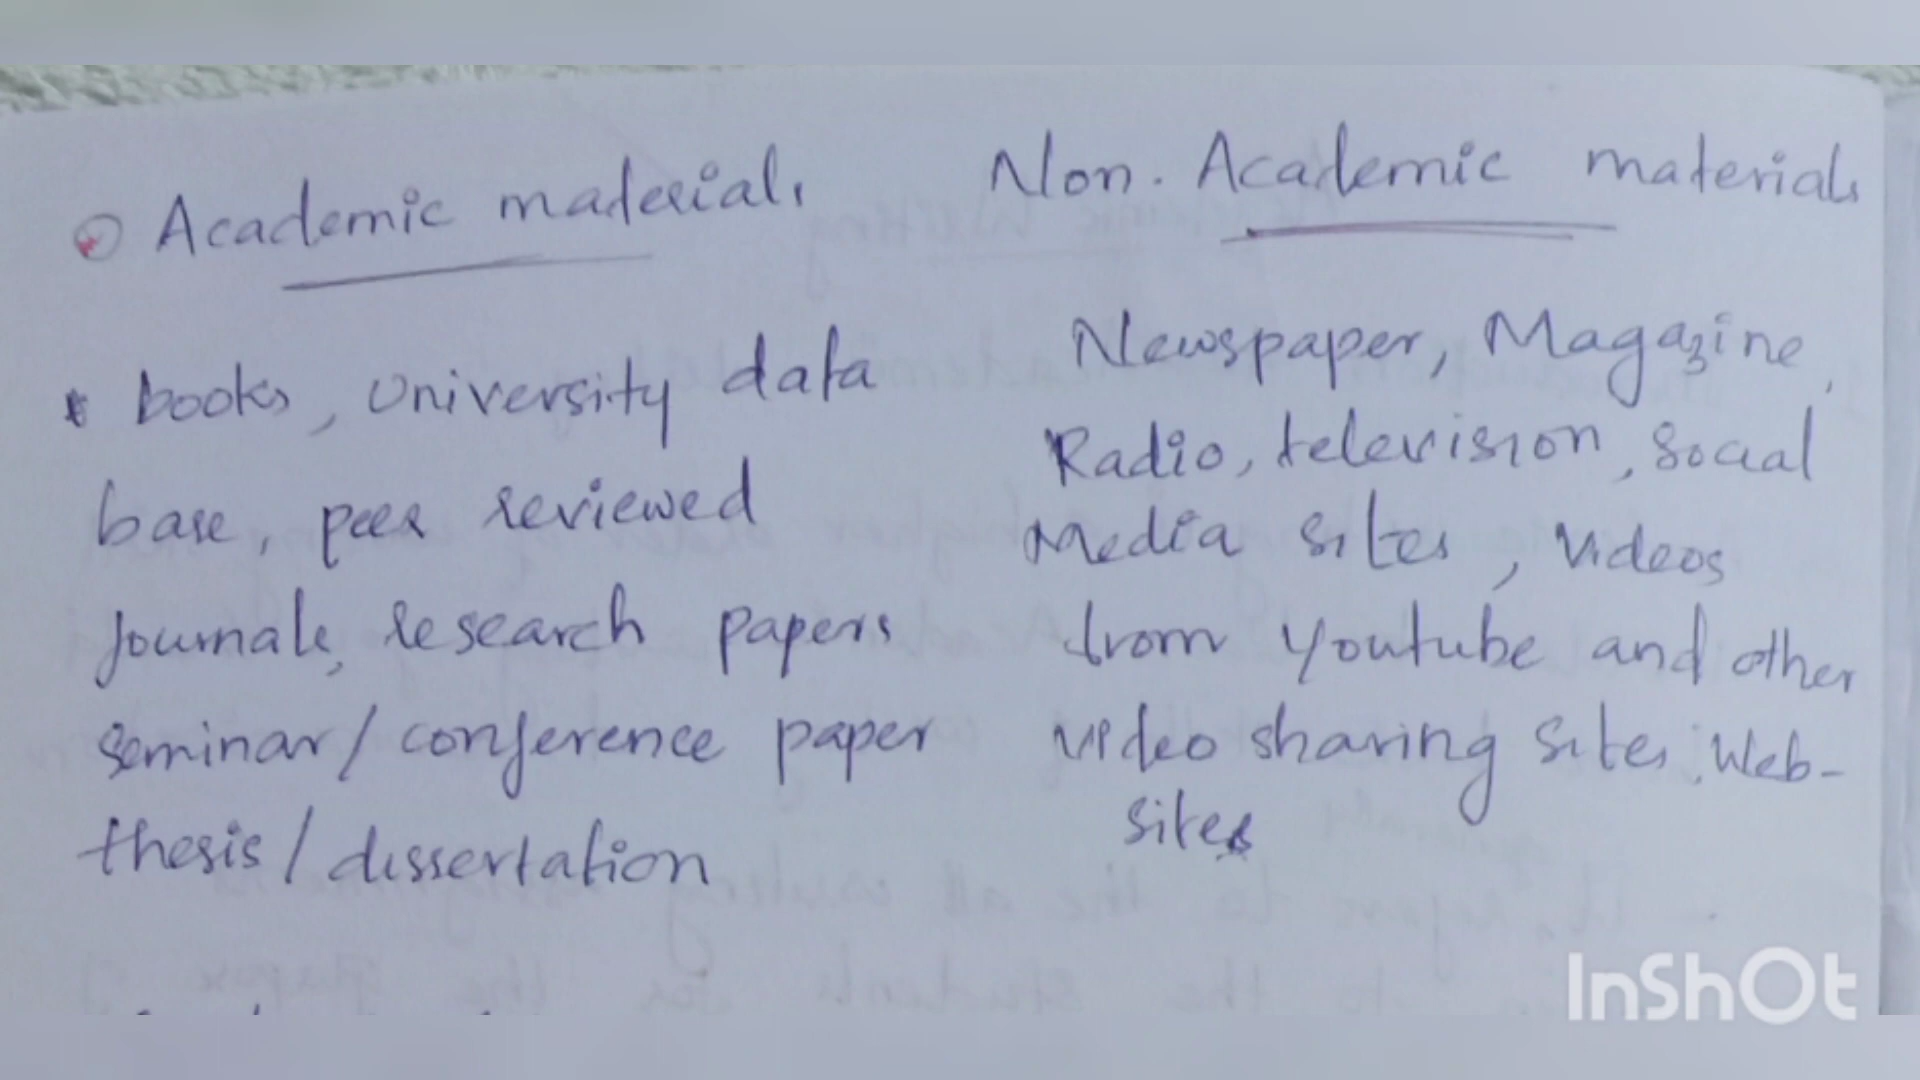 Academic materials
Non-Academic materials
books, University data
base, peer reviewed
Journals, research papers
seminar/conference paper
thesis/dissertation
Newspaper, Magazine,
Radio, television, Social
Media sites, videos
from Youtube and other
video sharing sites, Web-
sites
InShOt